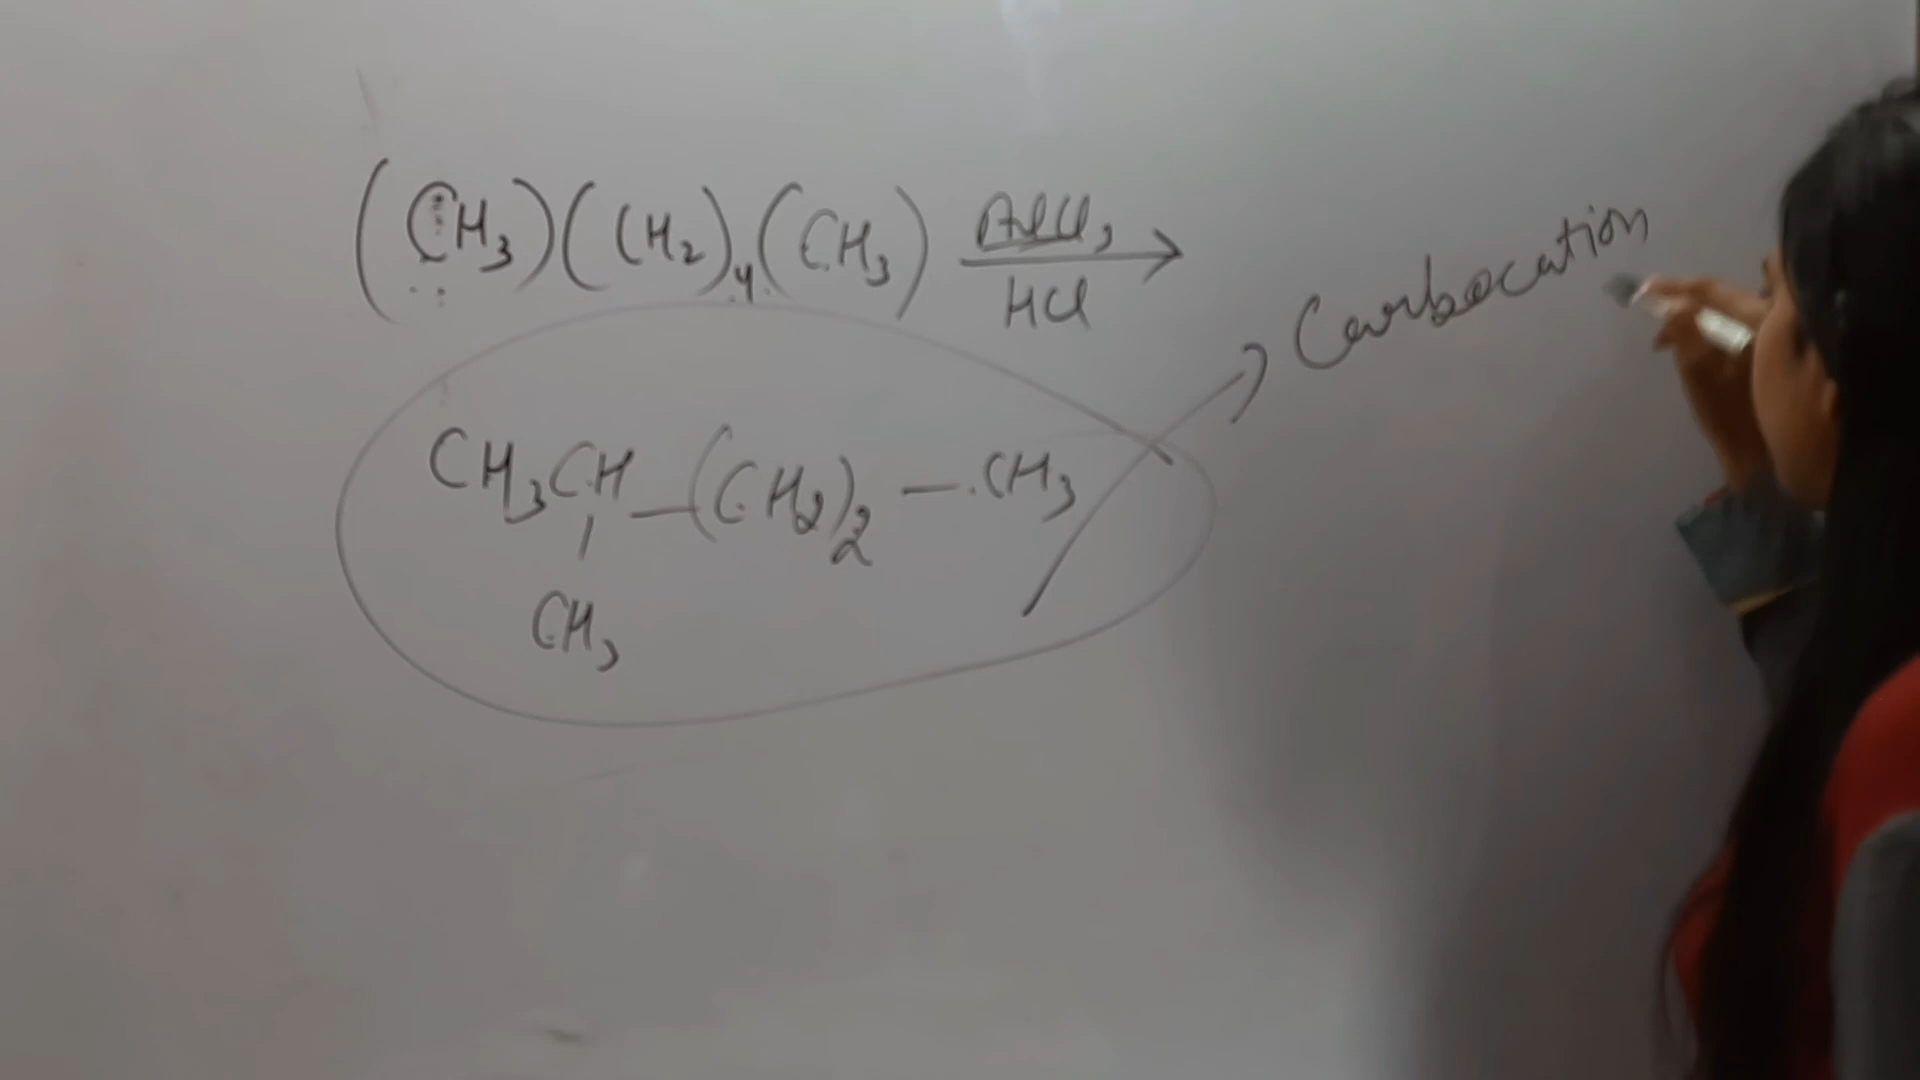 (CH3)(CH2)4(CH3) AlCl3
HCl
Carbocation
CH3CH-(CH2)2-CH3
CH3